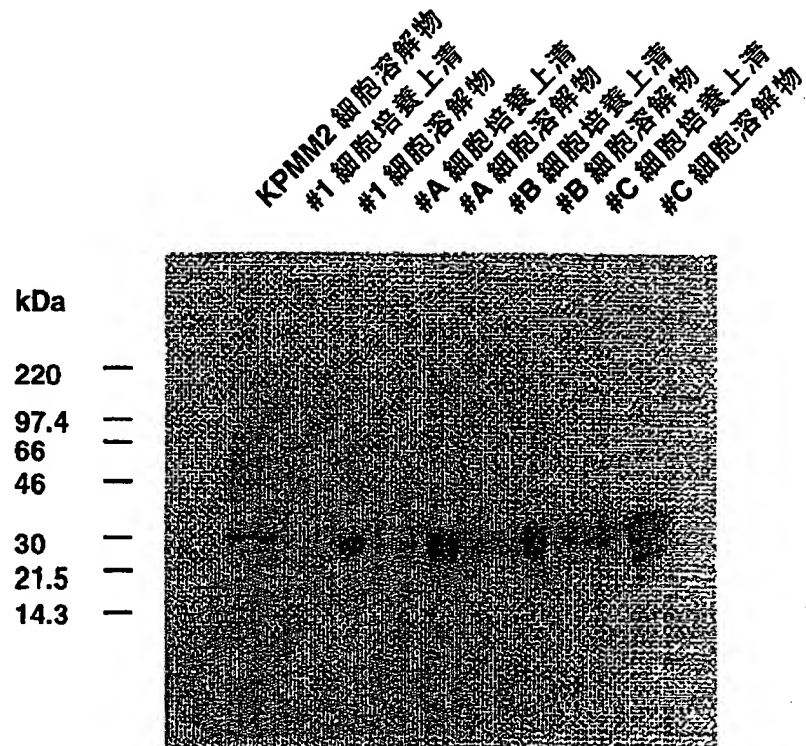 KPMM2 細胞溶解物
#1 細胞培養上清
#1 細胞溶解物
#A 細胞培養上清
#A 細胞溶解物
#B 細胞培養上清
#B 細胞溶解物
#C 細胞培養上清
#C 細胞溶解物
kDa
220
97.4
66
46
30
21.5
14.3